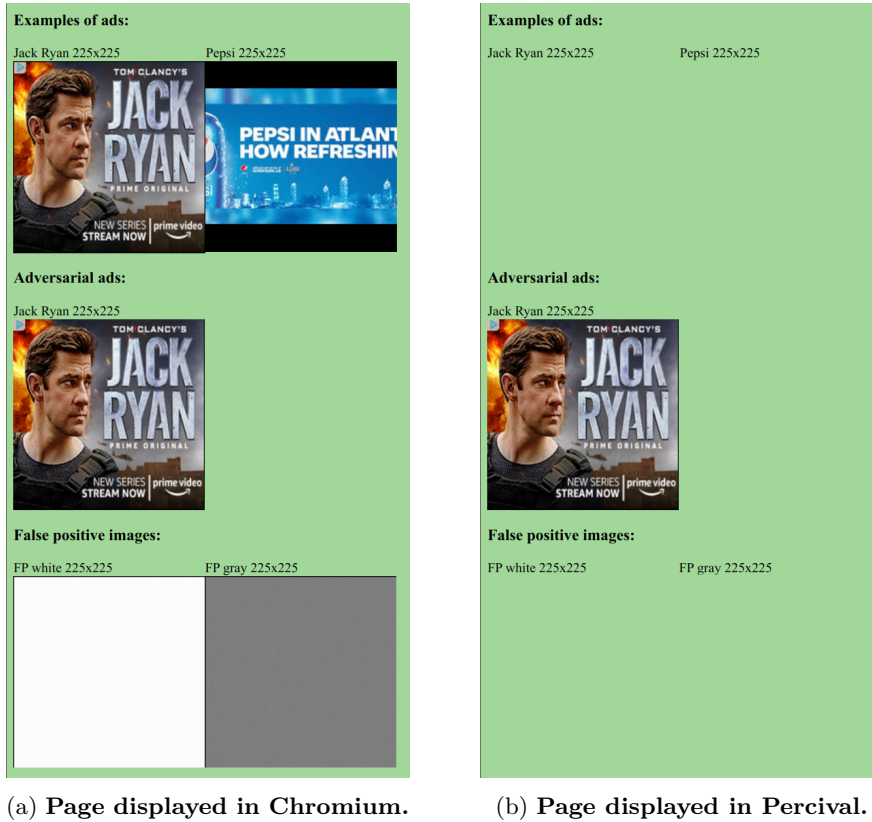 Examples of ads:
Jack Ryan 225x225 Pepsi 225x225
TOM CLANCY'S
JACK
RYAN
PRIME ORIGINAL
NEW SERIES
STREAM NOW
prime video
PEPSI IN ATLANT
HOW REFRESHIN
si
Adversarial ads:
Jack Ryan 225x225
TOM CLANCY'S
JACK
RYAN
PRIME ORIGINAL
NEW SERIES
STREAM NOW
prime video
False positive images:
FP white 225x225 FP gray 225x225
(a) Page displayed in Chromium.
Examples of ads:
Jack Ryan 225x225 Pepsi 225x225
Adversarial ads:
Jack Ryan 225x225
TOM CLANCY'S
JACK
RYAN
PRIME ORIGINAL
NEW SERIES
STREAM NOW
prime video
False positive images:
FP white 225x225 FP gray 225x225
(b) Page displayed in Percival.